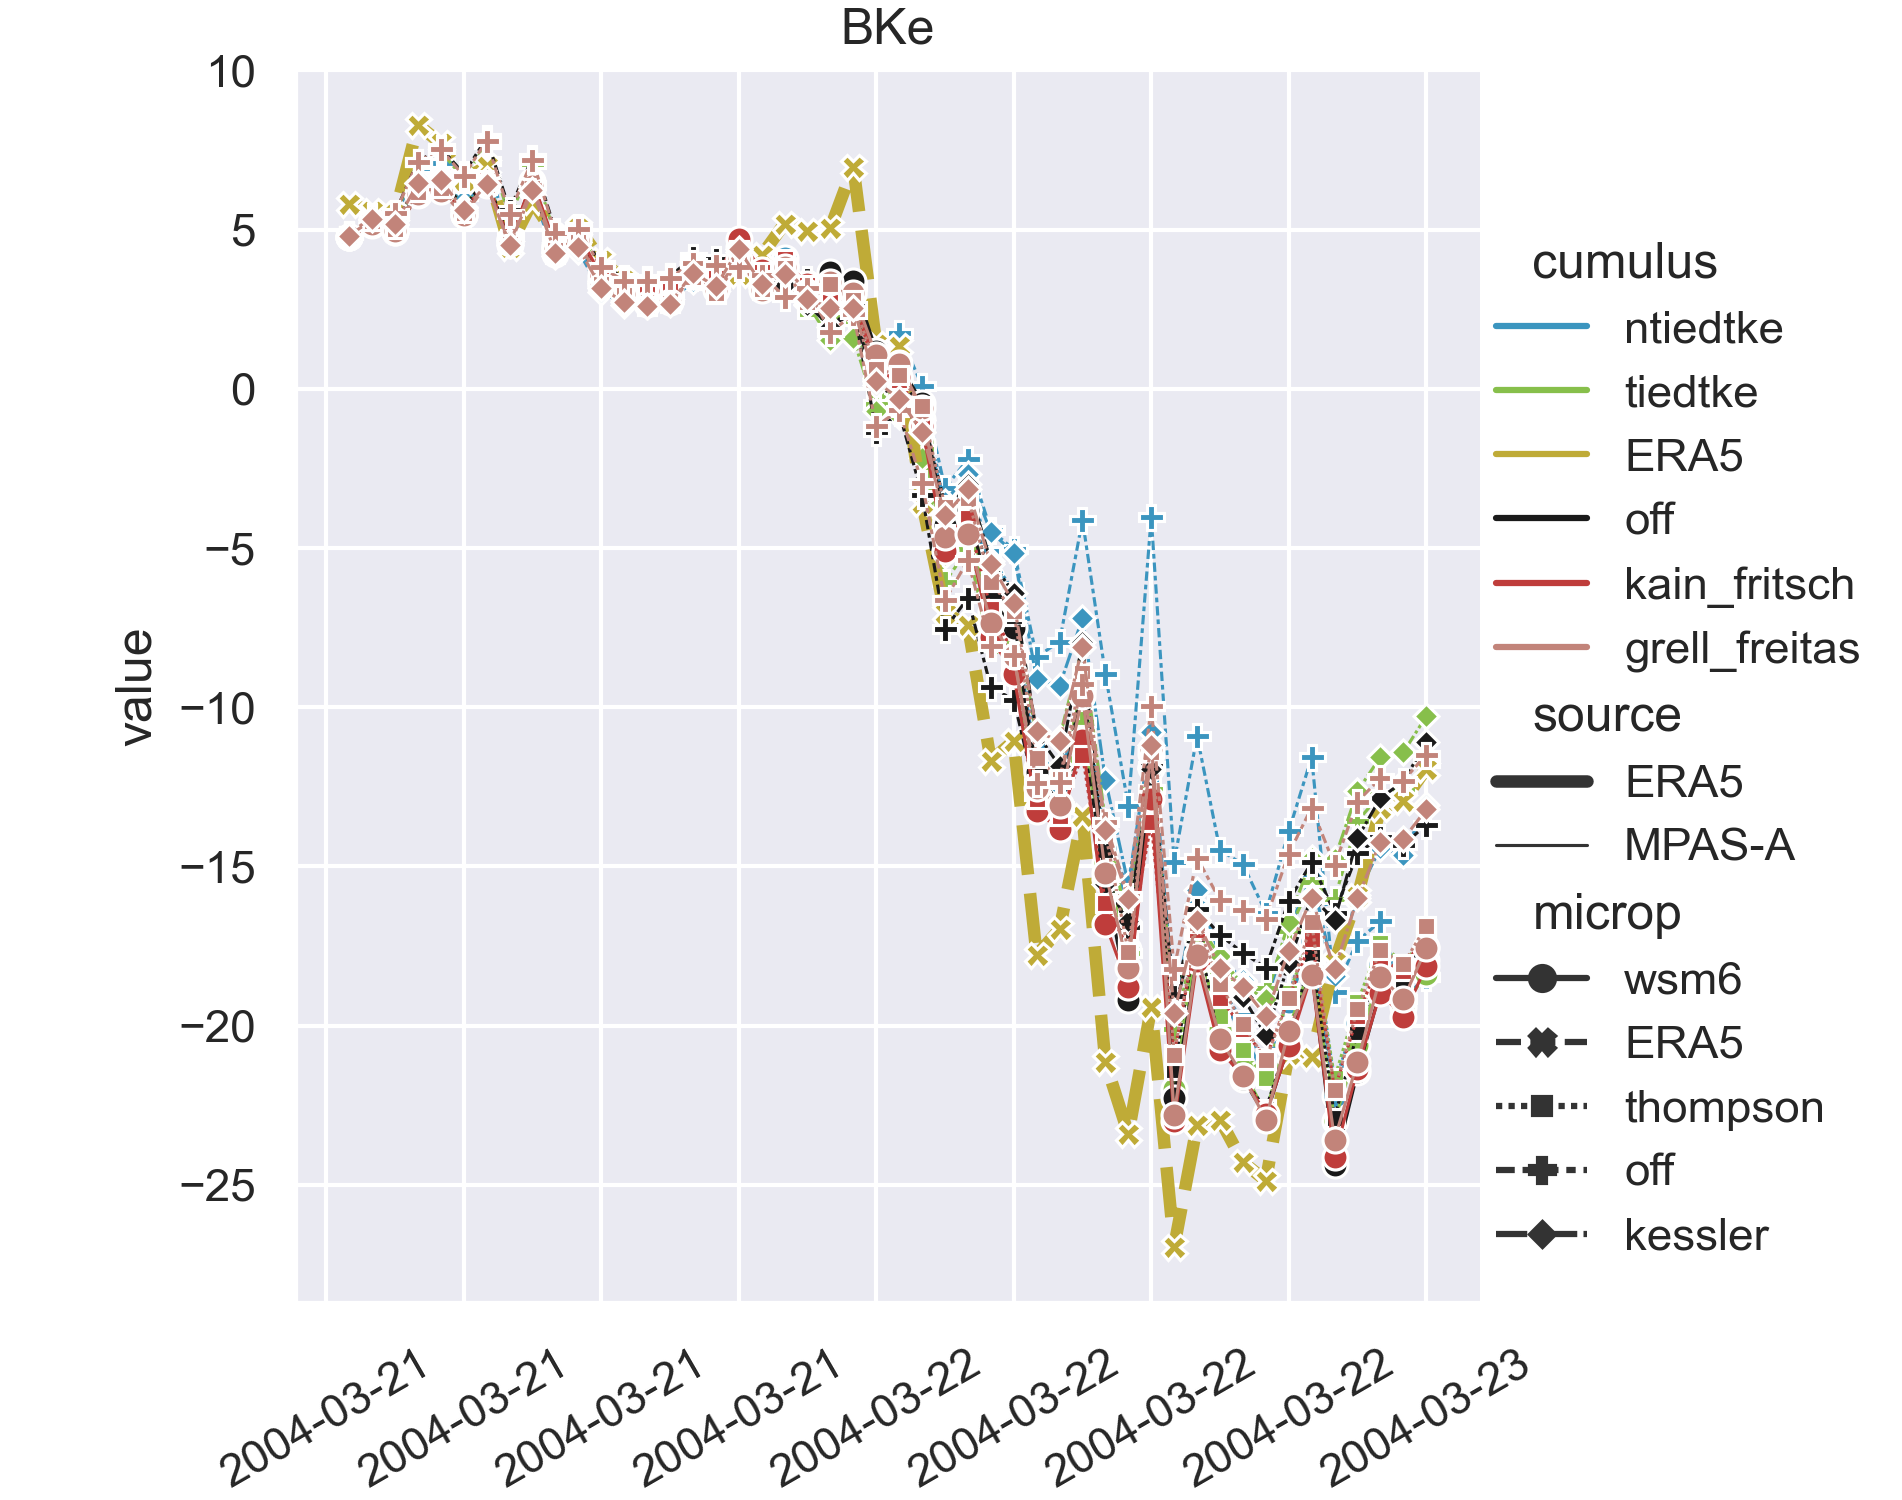 BKe
10
5
0
−5
−10
−15
−20
−25
value
2004-03-21
2004-03-21
2004-03-21
2004-03-21
2004-03-22
2004-03-22
2004-03-22
2004-03-22
2004-03-23
cumulus
ntiedtke
tiedtke
ERA5
off
kain_fritsch
grell_freitas
source
ERA5
MPAS-A
microp
wsm6
ERA5
thompson
off
kessler